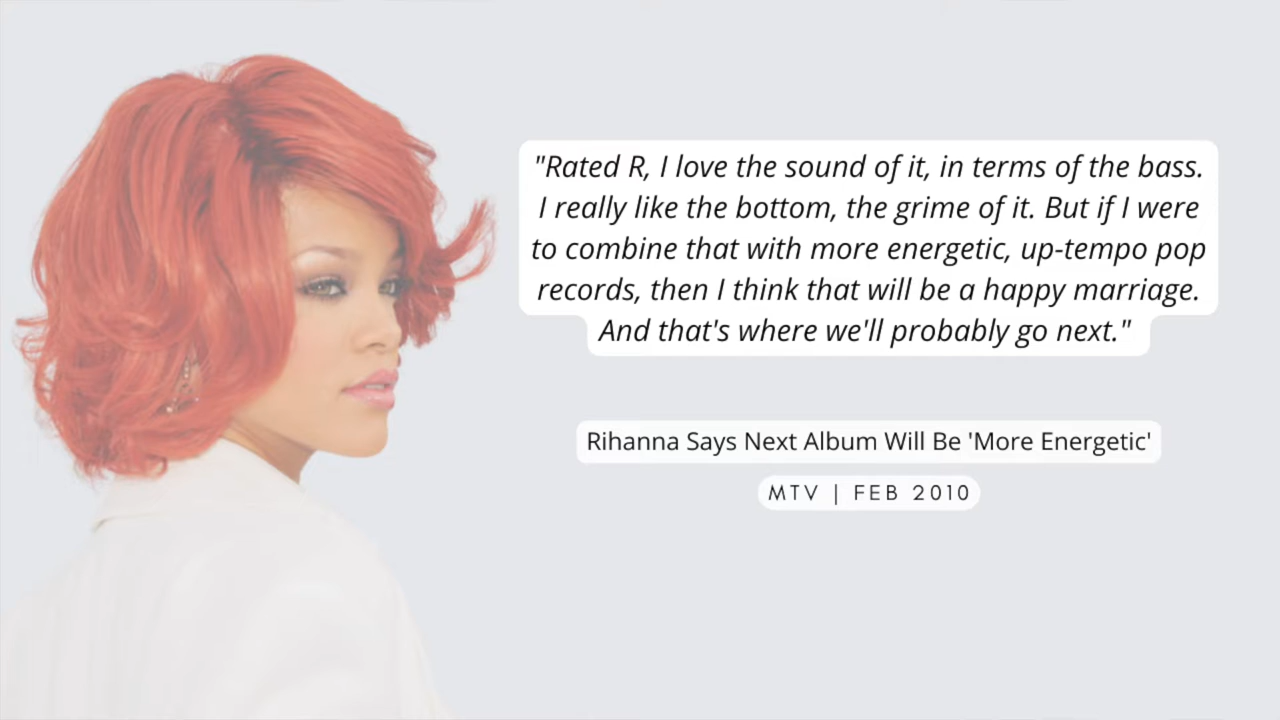 "Rated R, I love the sound of it, in terms of the bass.
I really like the bottom, the grime of it. But if I were
to combine that with more energetic, up-tempo pop
records, then I think that will be a happy marriage.
And that's where we'll probably go next."
Rihanna Says Next Album Will Be 'More Energetic'
MTV | FEB 2010